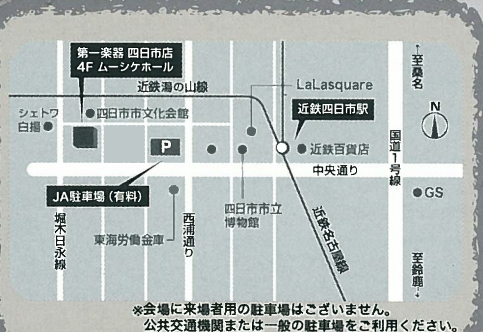 第一楽器 四日市店
4F ムーシケホール
近鉄湯の山線
LaLasquare
↑至桑名
シェトワ
白揚
四日市市文化会館
近鉄四日市駅
N
P
近鉄百貨店
国道1号線
中央通り
JA駐車場(有料)
GS
四日市市立
博物館
堀木日永線
西浦通り
東海労働金庫
近鉄名古屋線
至鈴鹿↓
※会場に来場者用の駐車場はございません。
公共交通機関または一般の駐車場をご利用ください。